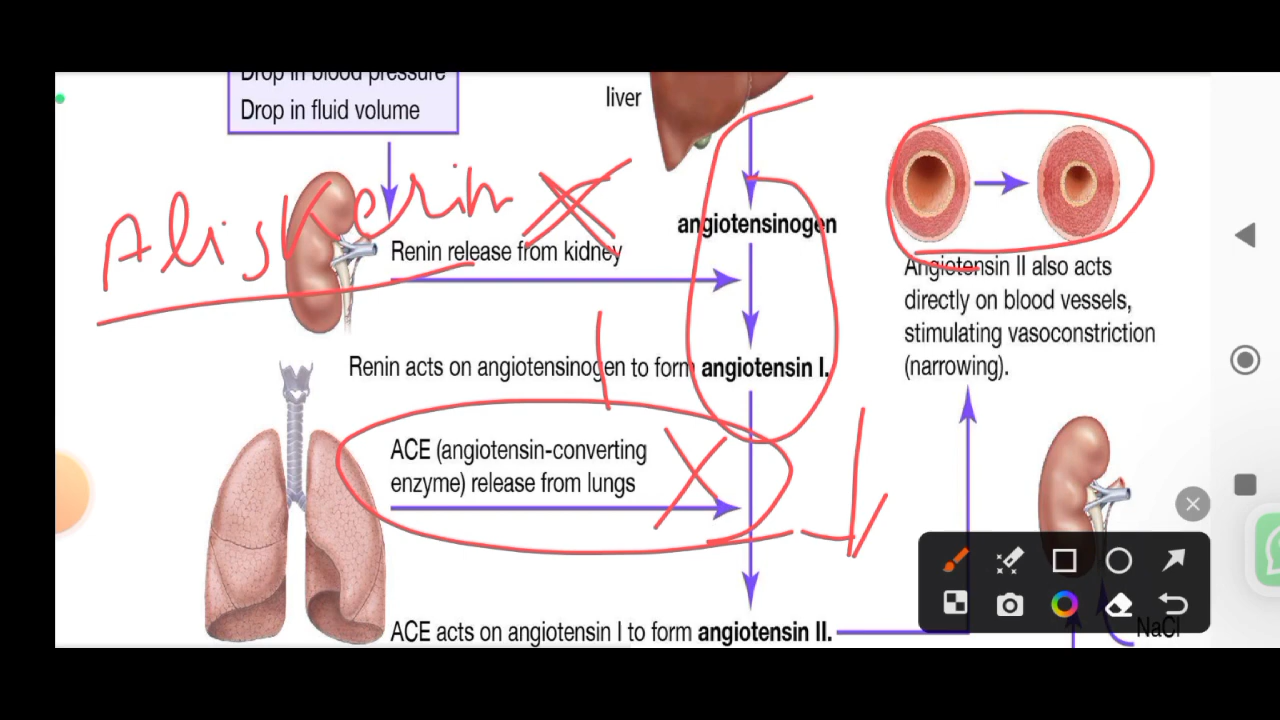 Drop in blood pressure
Drop in fluid volume
liver
Aliskerin
angiotensinogen
Renin release from kidney
Angiotensin II also acts
directly on blood vessels,
stimulating vasoconstriction
(narrowing).
Renin acts on angiotensinogen to form angiotensin I.
ACE (angiotensin-converting
enzyme) release from lungs
ACE acts on angiotensin I to form angiotensin II.
NaCl